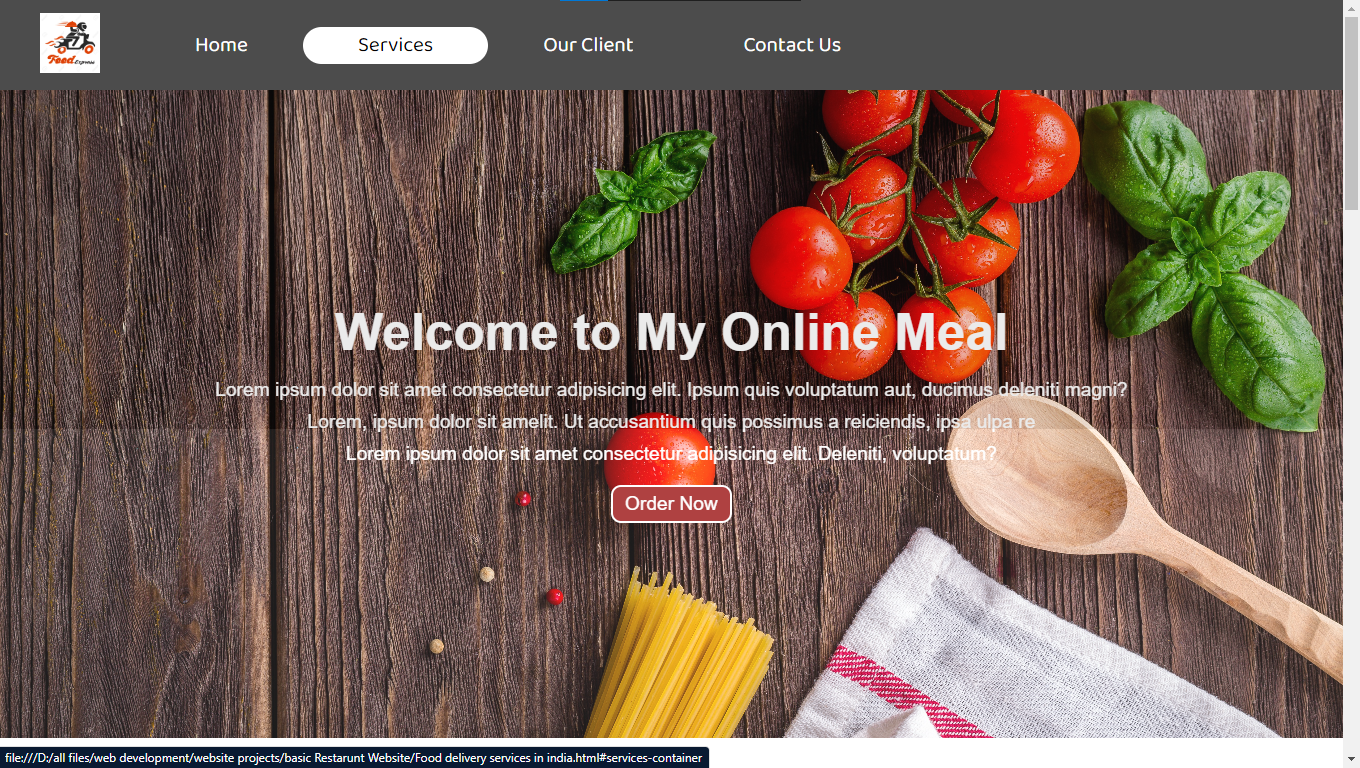 Food Express
Home
Services
Our Client
Contact Us
Welcome to My Online Meal
Lorem ipsum dolor sit amet consectetur adipisicing elit. Ipsum quis voluptatum aut, ducimus deleniti magni?
Lorem, ipsum dolor sit amelit. Ut accusantium quis possimus a reiciendis, ipsa ulpa re
Lorem ipsum dolor sit amet consectetur adipisicing elit. Deleniti, voluptatum?
Order Now
file:///D:/all files/web development/website projects/basic Restarunt Website/Food delivery services in india.html#services-container